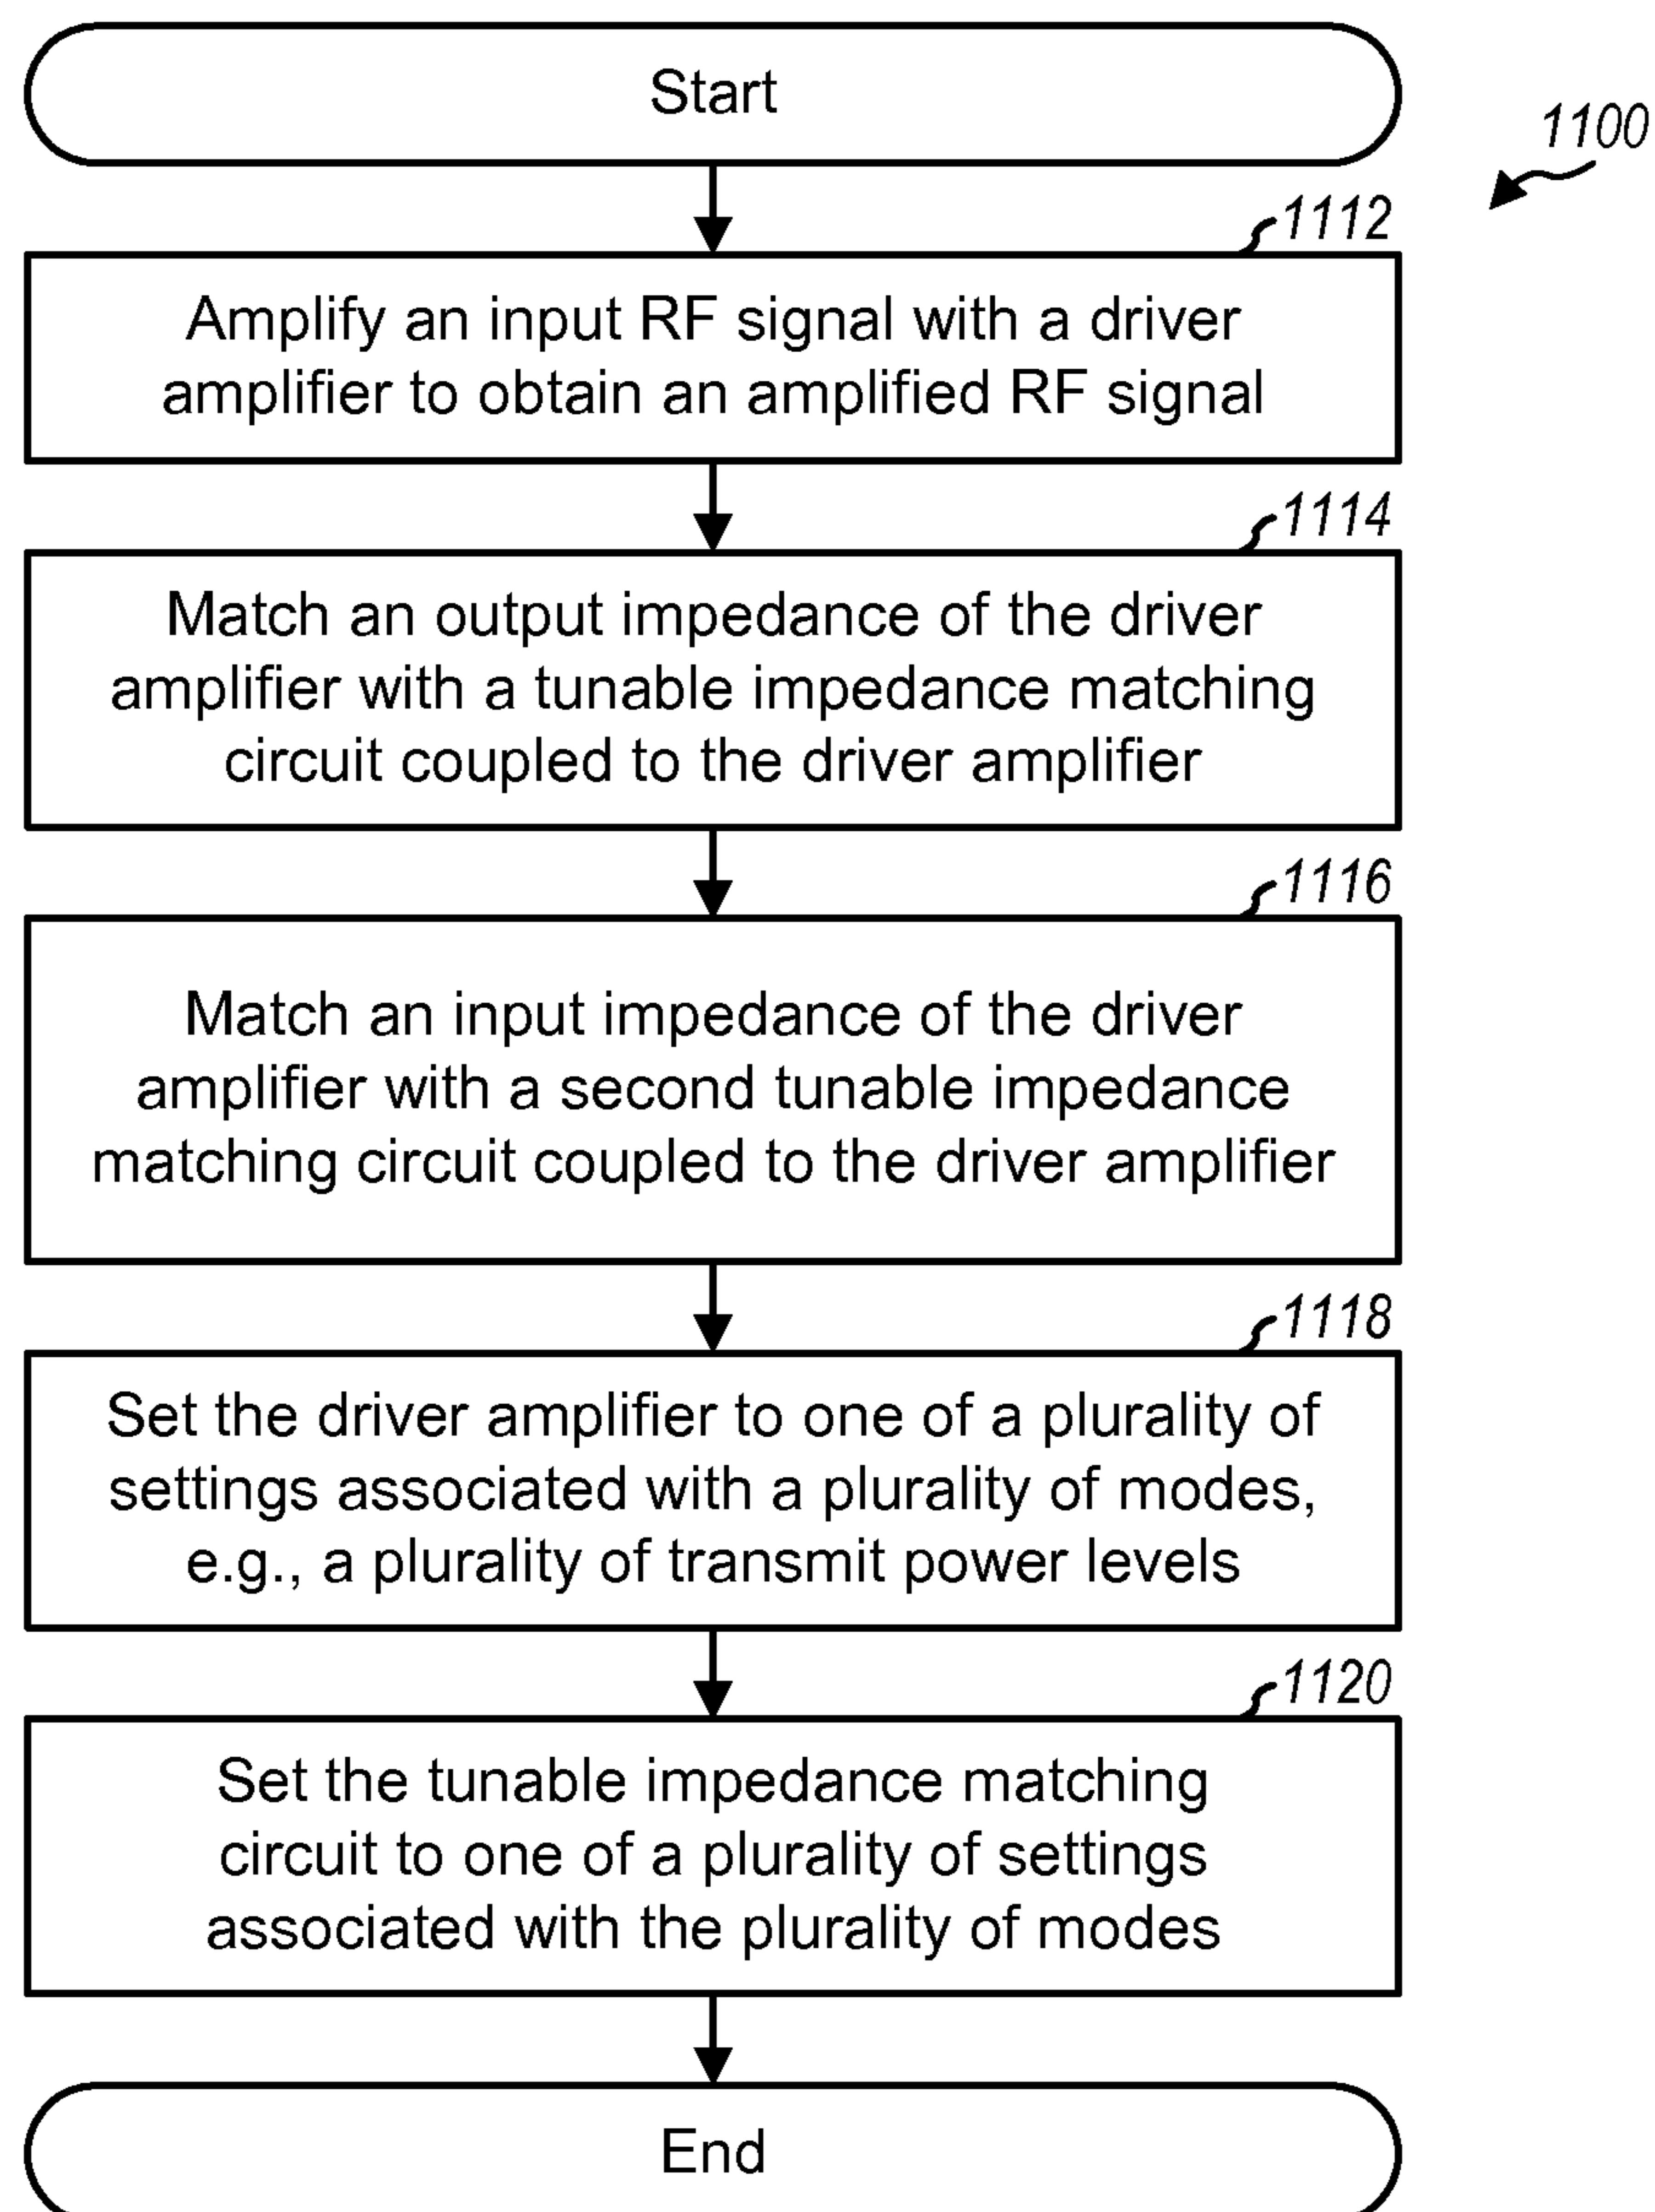 Start
1100
1112
Amplify an input RF signal with a driver
amplifier to obtain an amplified RF signal
1114
Match an output impedance of the driver
amplifier with a tunable impedance matching
circuit coupled to the driver amplifier
1116
Match an input impedance of the driver
amplifier with a second tunable impedance
matching circuit coupled to the driver amplifier
1118
Set the driver amplifier to one of a plurality of
settings associated with a plurality of modes,
e.g., a plurality of transmit power levels
1120
Set the tunable impedance matching
circuit to one of a plurality of settings
associated with the plurality of modes
End